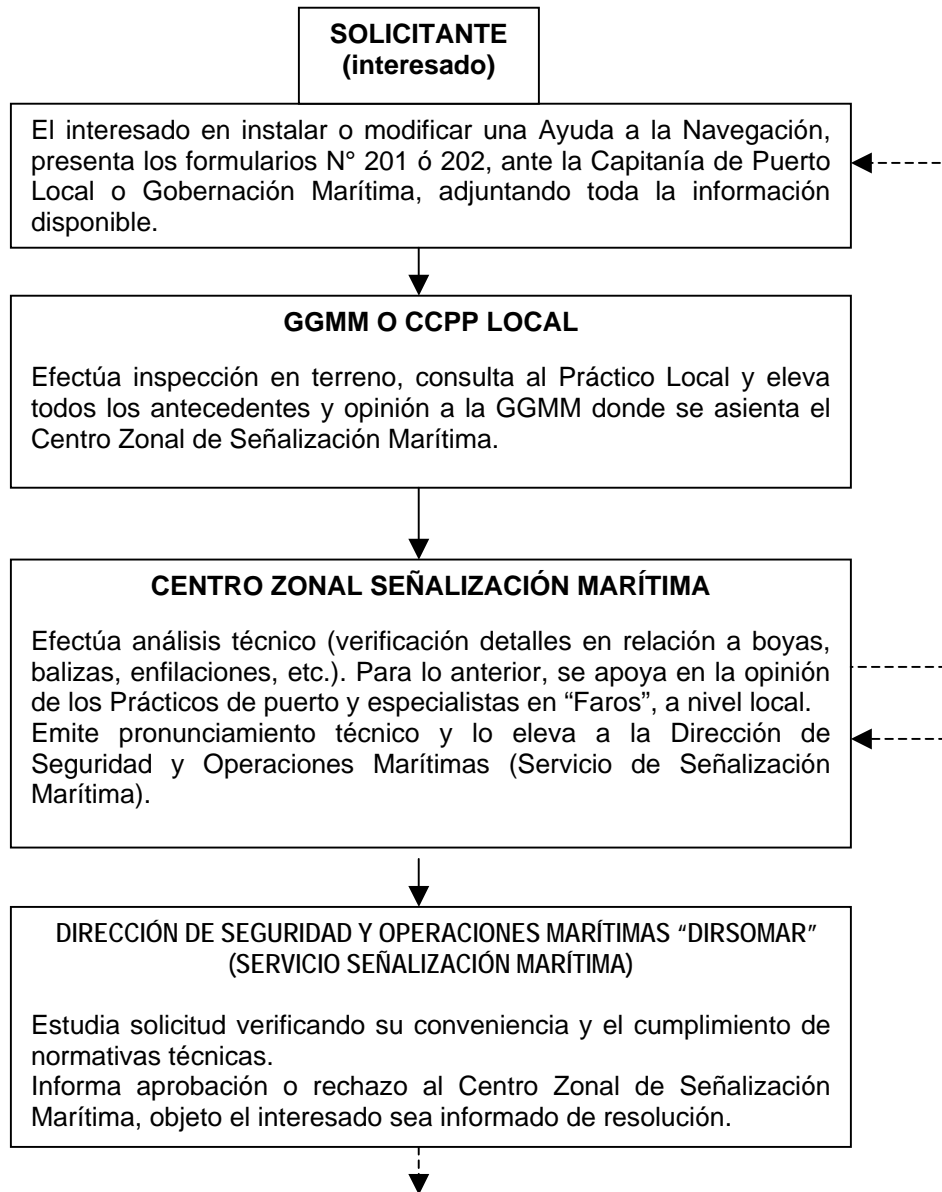 SOLICITANTE
(interesado)
El interesado en instalar o modificar una Ayuda a la Navegación,
presenta los formularios N° 201 ó 202, ante la Capitanía de Puerto
Local o Gobernación Marítima, adjuntando toda la información
disponible.
GGMM O CCPP LOCAL
Efectúa inspección en terreno, consulta al Práctico Local y eleva
todos los antecedentes y opinión a la GGMM donde se asienta el
Centro Zonal de Señalización Marítima.
CENTRO ZONAL SEÑALIZACIÓN MARÍTIMA
Efectúa análisis técnico (verificación detalles en relación a boyas,
balizas, enfilaciones, etc.). Para lo anterior, se apoya en la opinión
de los Prácticos de puerto y especialistas en “Faros”, a nivel local.
Emite pronunciamiento técnico y lo eleva a la Dirección de
Seguridad y Operaciones Marítimas (Servicio de Señalización
Marítima).
DIRECCIÓN DE SEGURIDAD Y OPERACIONES MARÍTIMAS “DIRSOMAR”
(SERVICIO SEÑALIZACIÓN MARÍTIMA)
Estudia solicitud verificando su conveniencia y el cumplimiento de
normativas técnicas.
Informa aprobación o rechazo al Centro Zonal de Señalización
Marítima, objeto el interesado sea informado de resolución.